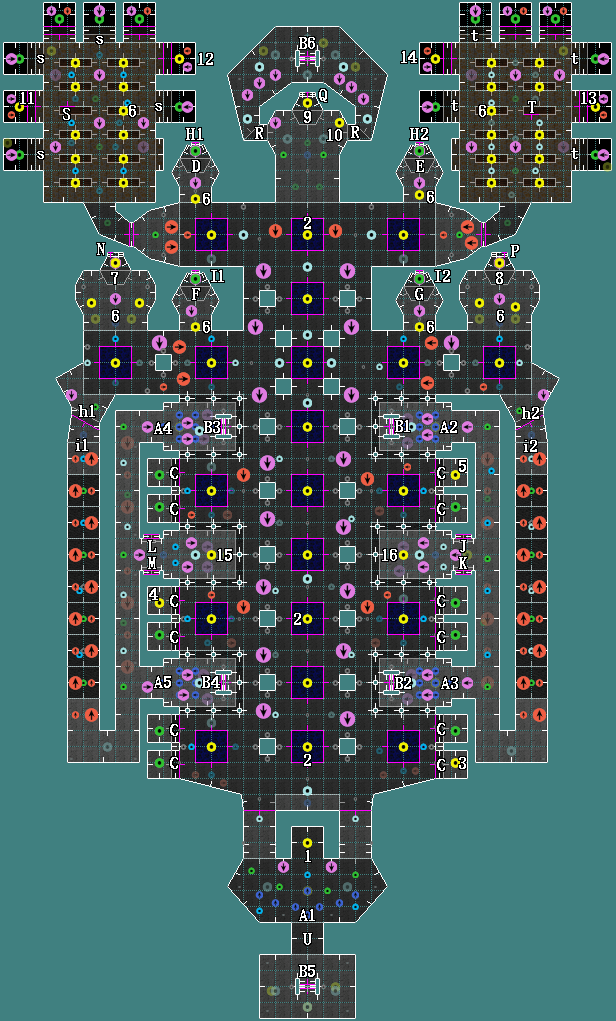 B6
s t
s t
12 14
Q
11 S s 6 9 t 6 T 13
10
R R
H1 H2
s t
D E
6 6
2
N P
7 I1 I2 8
F G
6 6
6 6
h1 h2
A4 B3 B1 A2
i1 i2
C C 5
C C
L J
15 16
M K
4 C C
2
C C
A5 B4 B2 A3
C C
2
C C 3
1
A1
U
B5